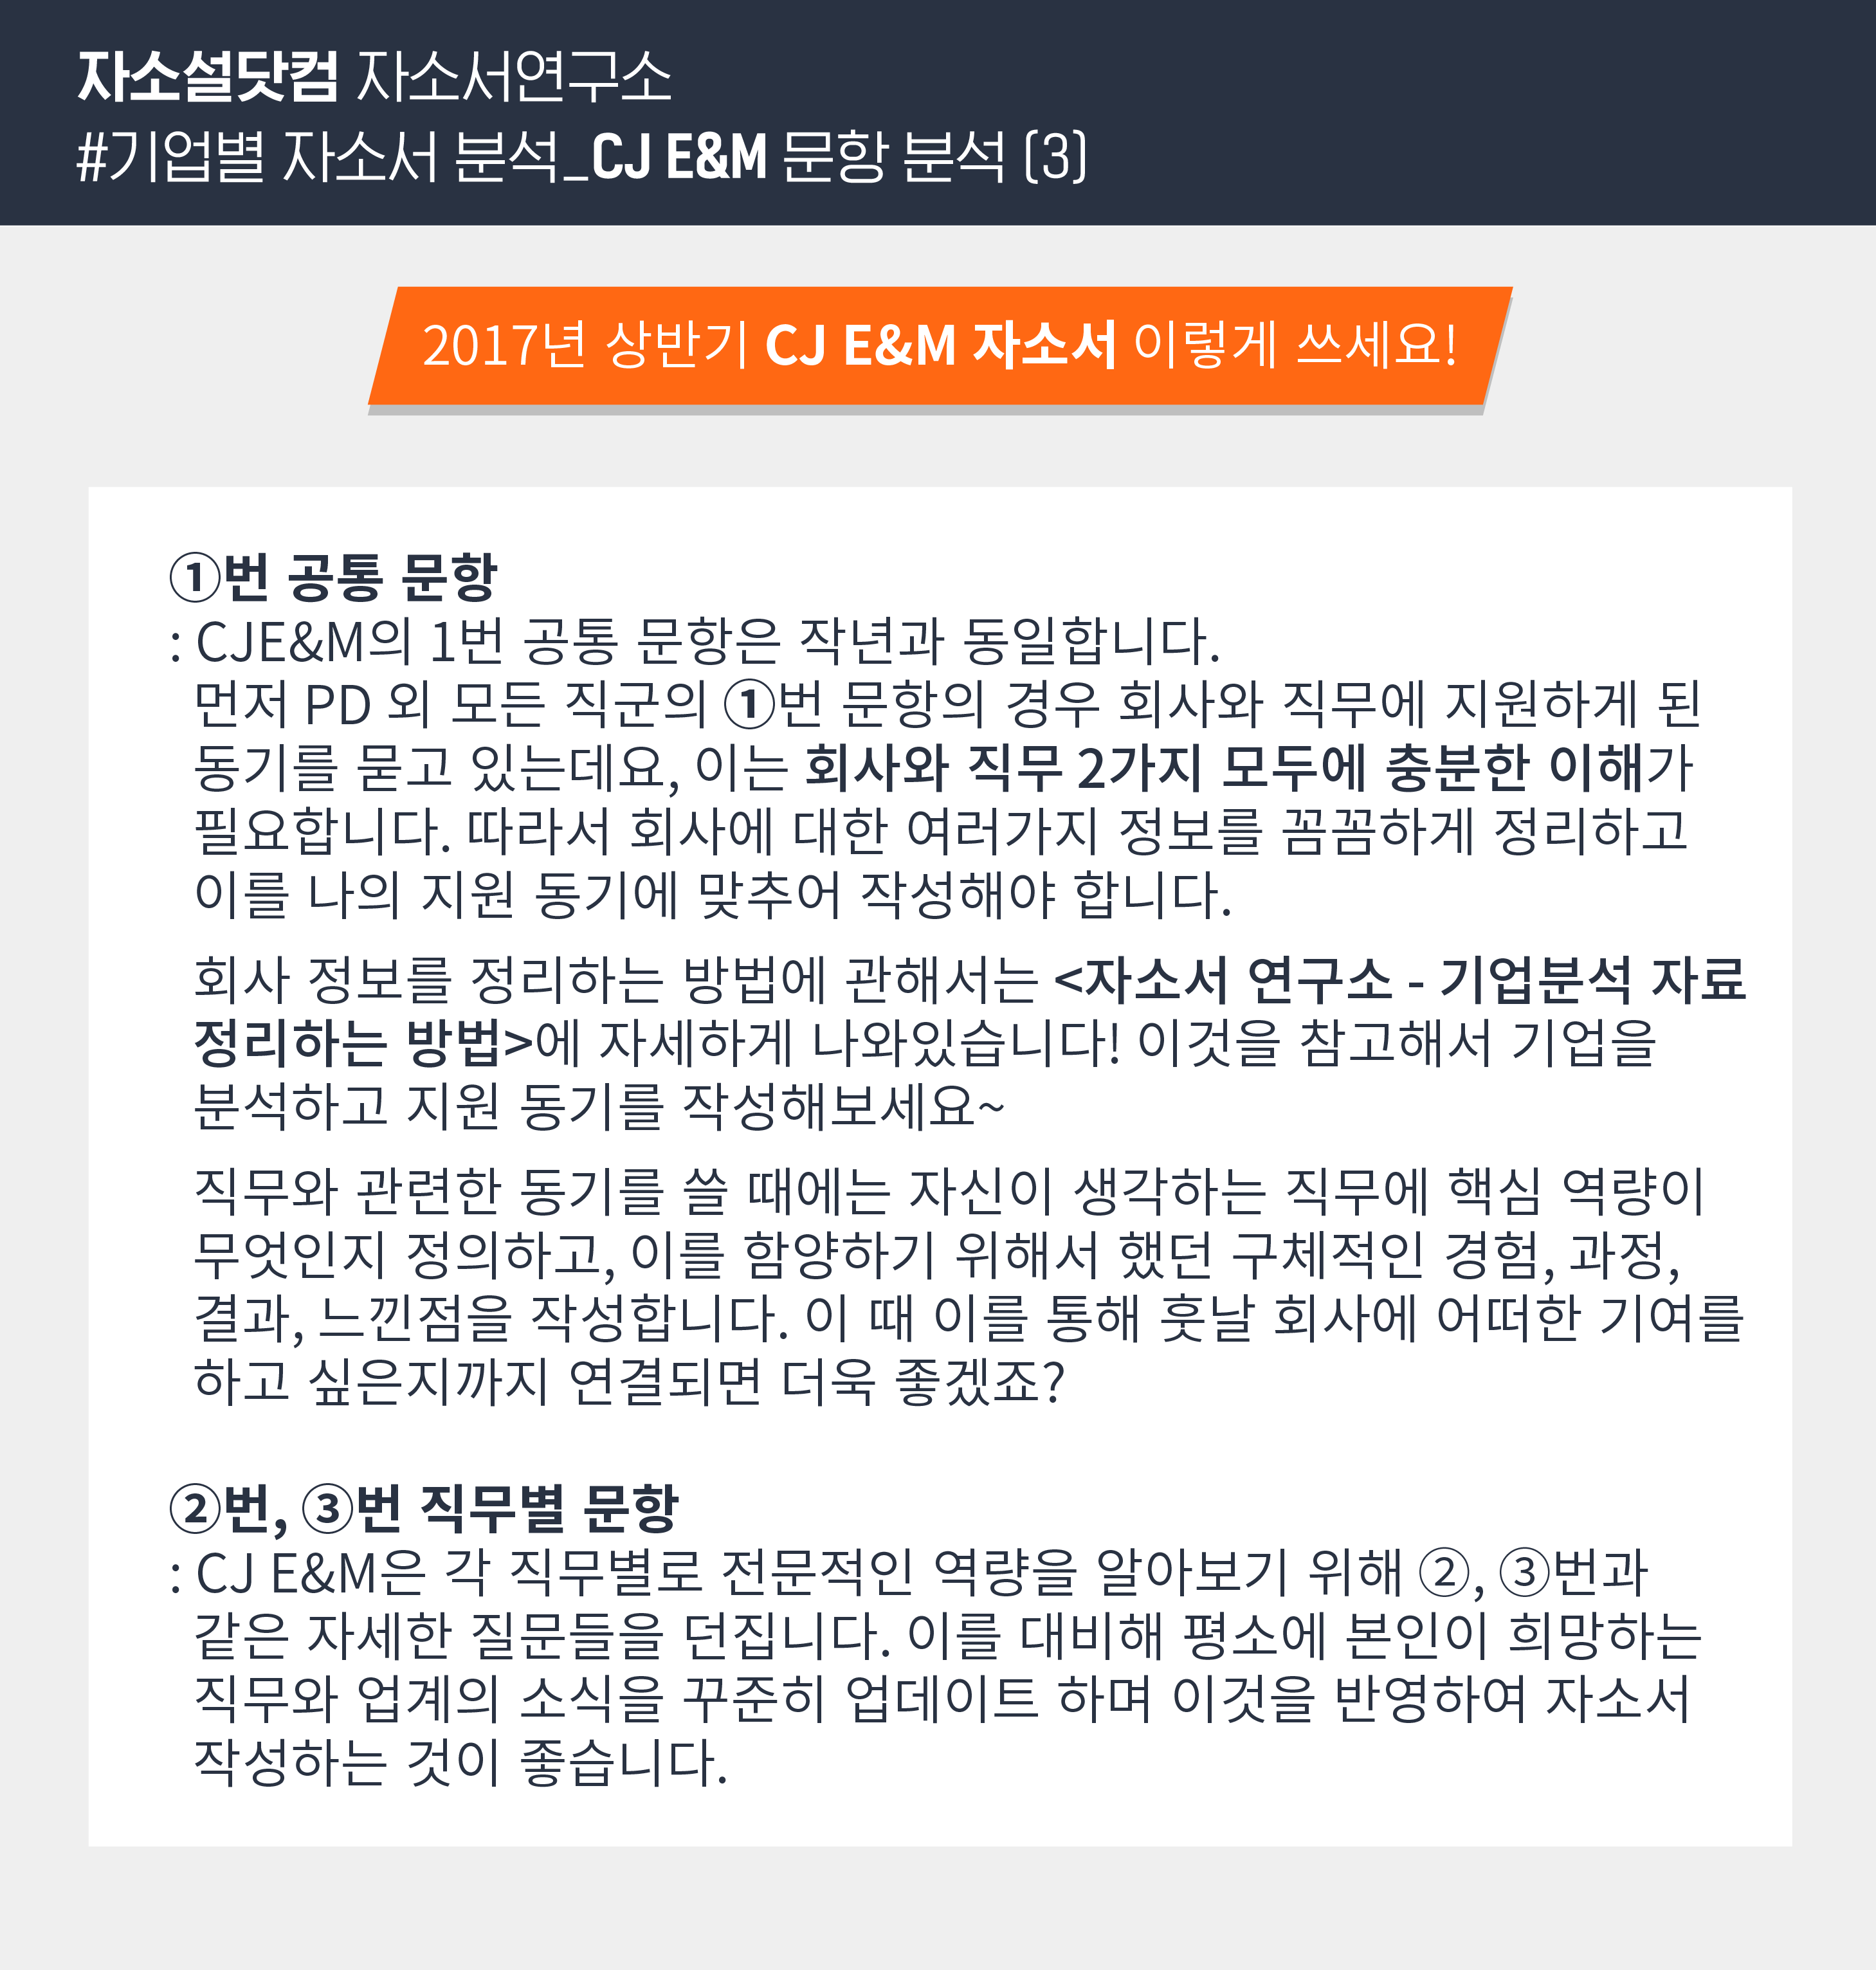 자소설닷컴 자소서연구소
#기업별 자소서 분석_CJ E&M 문항 분석 (3)
2017년 상반기 CJ E&M 자소서 이렇게 쓰세요!
①번 공통 문항
: CJE&M의 1번 공통 문항은 작년과 동일합니다.
먼저 PD 외 모든 직군의 ①번 문항의 경우 회사와 직무에 지원하게 된
동기를 묻고 있는데요, 이는 회사와 직무 2가지 모두에 충분한 이해가
필요합니다. 따라서 회사에 대한 여러가지 정보를 꼼꼼하게 정리하고
이를 나의 지원 동기에 맞추어 작성해야 합니다.
회사 정보를 정리하는 방법에 관해서는 <자소서 연구소 - 기업분석 자료
정리하는 방법>에 자세하게 나와있습니다! 이것을 참고해서 기업을
분석하고 지원 동기를 작성해보세요~
직무와 관련한 동기를 쓸 때에는 자신이 생각하는 직무에 핵심 역량이
무엇인지 정의하고, 이를 함양하기 위해서 했던 구체적인 경험, 과정,
결과, 느낀점을 작성합니다. 이 때 이를 통해 훗날 회사에 어떠한 기여를
하고 싶은지까지 연결되면 더욱 좋겠죠?
②번, ③번 직무별 문항
: CJ E&M은 각 직무별로 전문적인 역량을 알아보기 위해 ②, ③번과
같은 자세한 질문들을 던집니다. 이를 대비해 평소에 본인이 희망하는
직무와 업계의 소식을 꾸준히 업데이트 하며 이것을 반영하여 자소서
작성하는 것이 좋습니다.